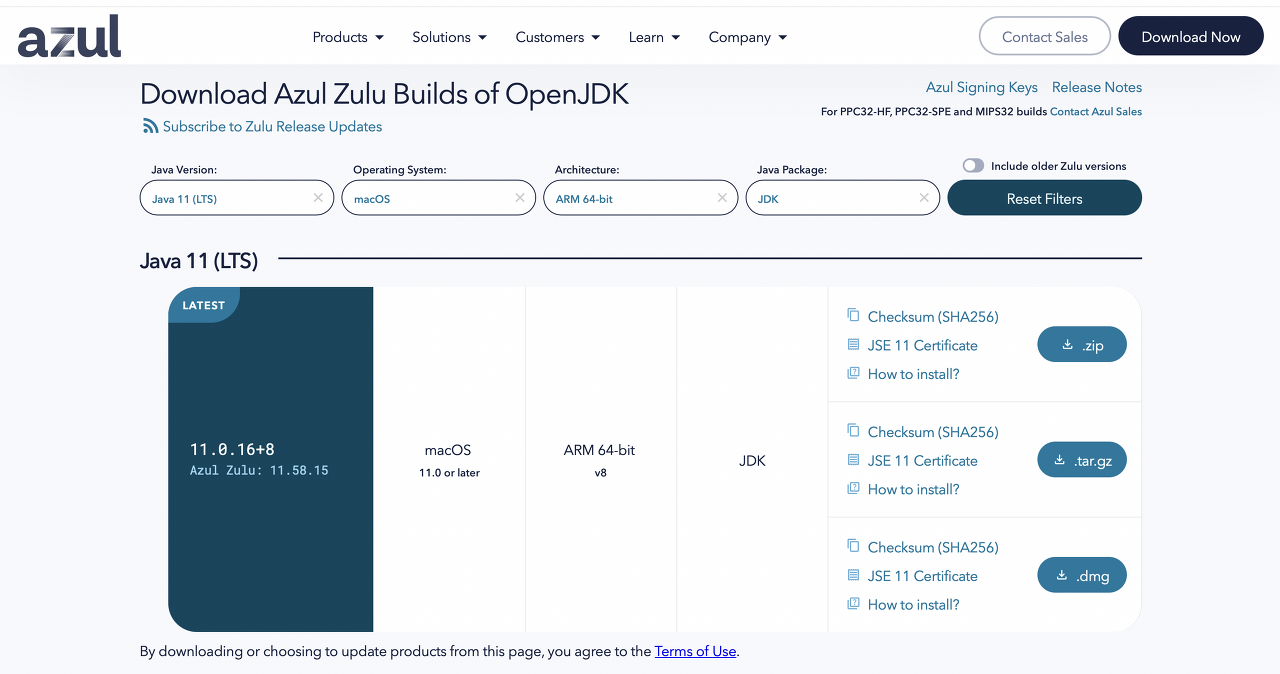 azul
Products
Solutions
Customers
Learn
Company
Contact Sales
Download Now
Download Azul Zulu Builds of OpenJDK
Azul Signing Keys
Release Notes
For PPC32-HF, PPC32-SPE and MIPS32 builds Contact Azul Sales
Subscribe to Zulu Release Updates
Java Version:
Operating System:
Architecture:
Java Package:
Include older Zulu versions
Java 11 (LTS)
macOS
ARM 64-bit
JDK
Reset Filters
Java 11 (LTS)
LATEST
11.0.16+8
Azul Zulu: 11.58.15
macOS
11.0 or later
ARM 64-bit
v8
JDK
Checksum (SHA256)
JSE 11 Certificate
How to install?
.zip
Checksum (SHA256)
JSE 11 Certificate
How to install?
.tar.gz
Checksum (SHA256)
JSE 11 Certificate
How to install?
.dmg
By downloading or choosing to update products from this page, you agree to the Terms of Use.